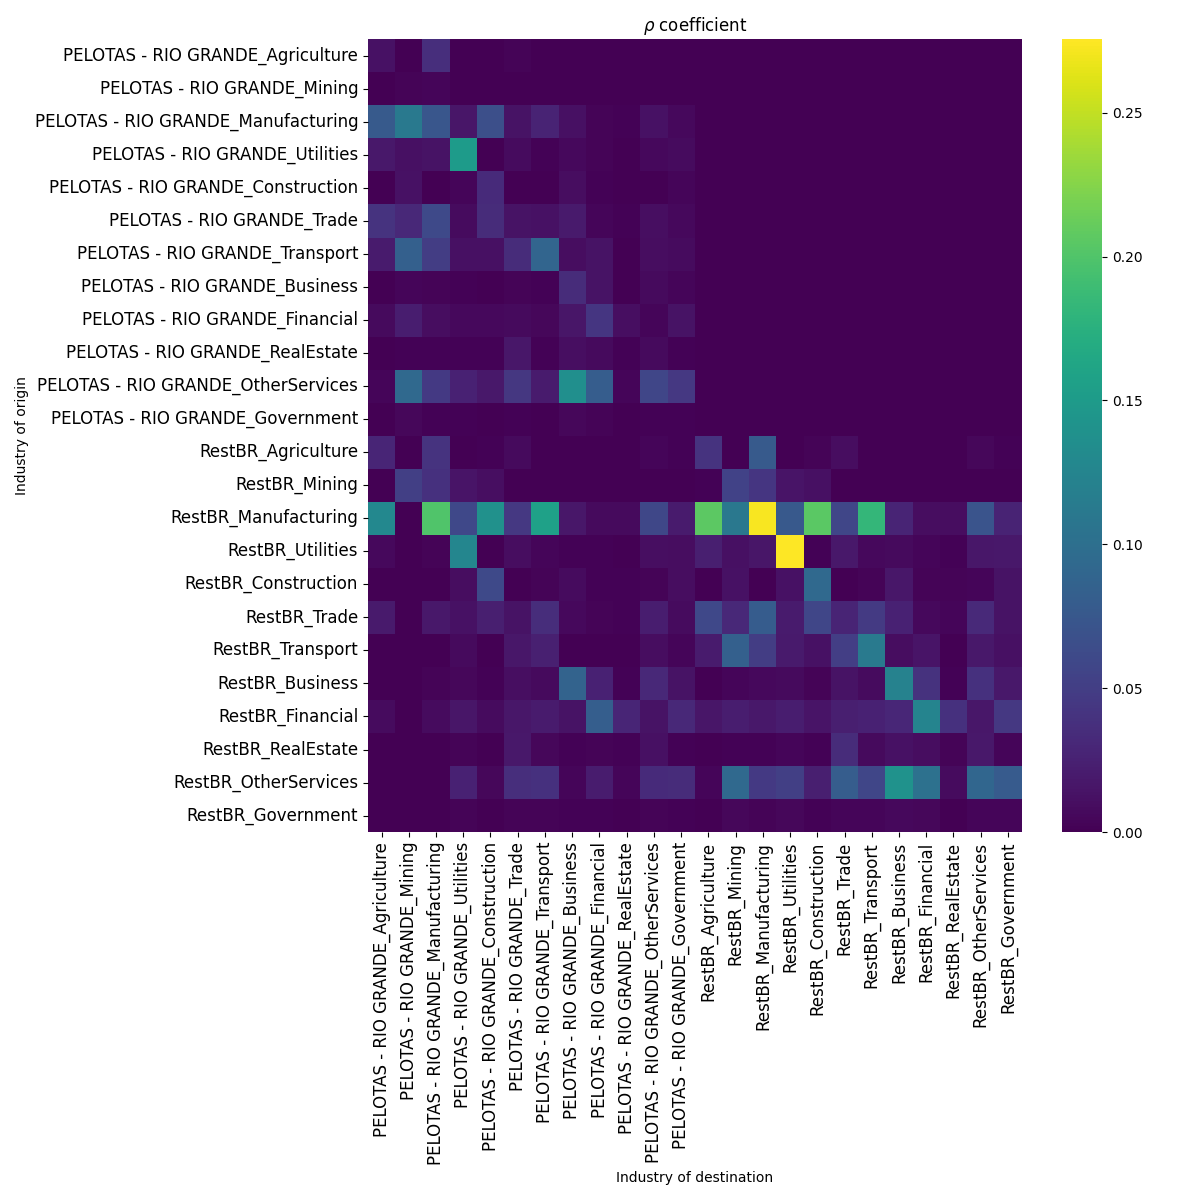 ρ coefficient
PELOTAS - RIO GRANDE_Agriculture
PELOTAS - RIO GRANDE_Mining
PELOTAS - RIO GRANDE_Manufacturing
PELOTAS - RIO GRANDE_Utilities
PELOTAS - RIO GRANDE_Construction
PELOTAS - RIO GRANDE_Trade
PELOTAS - RIO GRANDE_Transport
PELOTAS - RIO GRANDE_Business
PELOTAS - RIO GRANDE_Financial
PELOTAS - RIO GRANDE_RealEstate
PELOTAS - RIO GRANDE_OtherServices
PELOTAS - RIO GRANDE_Government
RestBR_Agriculture
RestBR_Mining
RestBR_Manufacturing
RestBR_Utilities
RestBR_Construction
RestBR_Trade
RestBR_Transport
RestBR_Business
RestBR_Financial
RestBR_RealEstate
RestBR_OtherServices
RestBR_Government
Industry of origin
PELOTAS - RIO GRANDE_Agriculture
PELOTAS - RIO GRANDE_Mining
PELOTAS - RIO GRANDE_Manufacturing
PELOTAS - RIO GRANDE_Utilities
PELOTAS - RIO GRANDE_Construction
PELOTAS - RIO GRANDE_Trade
PELOTAS - RIO GRANDE_Transport
PELOTAS - RIO GRANDE_Business
PELOTAS - RIO GRANDE_Financial
PELOTAS - RIO GRANDE_RealEstate
PELOTAS - RIO GRANDE_OtherServices
PELOTAS - RIO GRANDE_Government
RestBR_Agriculture
RestBR_Mining
RestBR_Manufacturing
RestBR_Utilities
RestBR_Construction
RestBR_Trade
RestBR_Transport
RestBR_Business
RestBR_Financial
RestBR_RealEstate
RestBR_OtherServices
RestBR_Government
Industry of destination
0.25
0.20
0.15
0.10
0.05
0.00